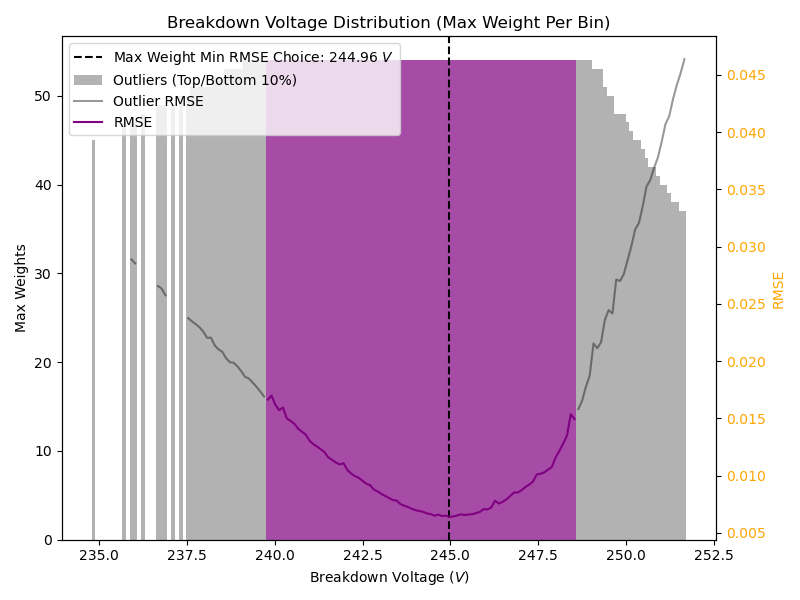 Breakdown Voltage Distribution (Max Weight Per Bin)
Max Weight Min RMSE Choice: 244.96 V
Outliers (Top/Bottom 10%)
Outlier RMSE
RMSE
Max Weights
50
40
30
20
10
0
0.045
0.040
0.035
0.030
0.025
0.020
0.015
0.010
0.005
RMSE
235.0 237.5 240.0 242.5 245.0 247.5 250.0 252.5
Breakdown Voltage (V)